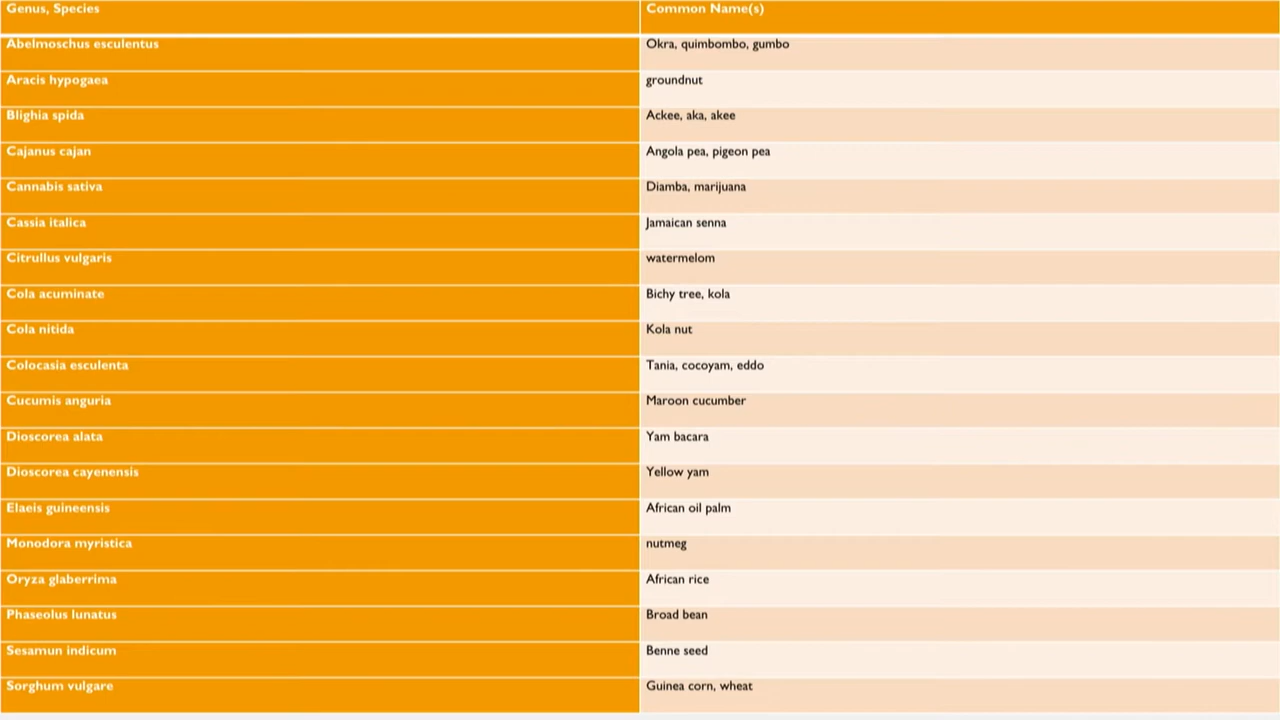 Genus, Species Common Name(s)
Abelmoschus esculentus Okra, quimbombo, gumbo
Aracis hypogaea groundnut
Blighia spida Ackee, aka, akee
Cajanus cajan Angola pea, pigeon pea
Cannabis sativa Diamba, marijuana
Cassia italica Jamaican senna
Citrullus vulgaris watermelom
Cola acuminate Bichy tree, kola
Cola nitida Kola nut
Colocasia esculenta Tania, cocoyam, eddo
Cucumis anguria Maroon cucumber
Dioscorea alata Yam bacara
Dioscorea cayenensis Yellow yam
Elaeis guineensis African oil palm
Monodora myristica nutmeg
Oryza glaberrima African rice
Phaseolus lunatus Broad bean
Sesamun indicum Benne seed
Sorghum vulgare Guinea corn, wheat